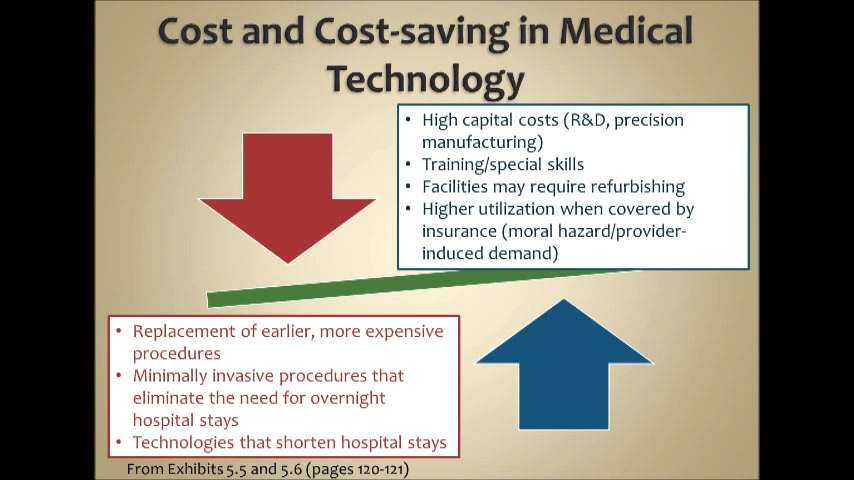 Cost and Cost-saving in Medical
Technology
• High capital costs (R&D, precision
manufacturing)
• Training/special skills
• Facilities may require refurbishing
• Higher utilization when covered by
insurance (moral hazard/provider-
induced demand)
• Replacement of earlier, more expensive
procedures
• Minimally invasive procedures that
eliminate the need for overnight
hospital stays
• Technologies that shorten hospital stays
From Exhibits 5.5 and 5.6 (pages 120-121)